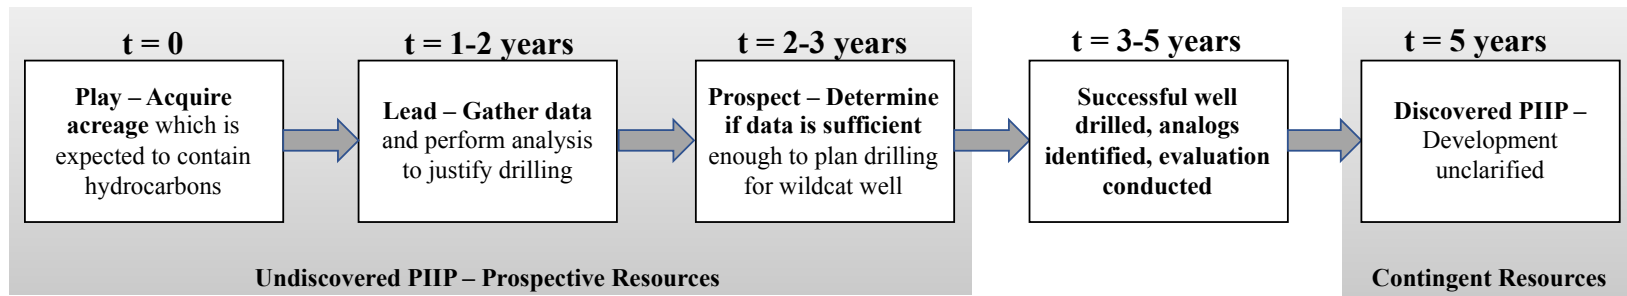 t = 0
Play – Acquire
acreage which is
expected to contain
hydrocarbons
t = 1-2 years
Lead – Gather data
and perform analysis
to justify drilling
t = 2-3 years
Prospect – Determine
if data is sufficient
enough to plan drilling
for wildcat well
t = 3-5 years
Successful well
drilled, analogs
identified, evaluation
conducted
t = 5 years
Discovered PIIP –
Development
unclarified
Undiscovered PIIP – Prospective Resources
Contingent Resources